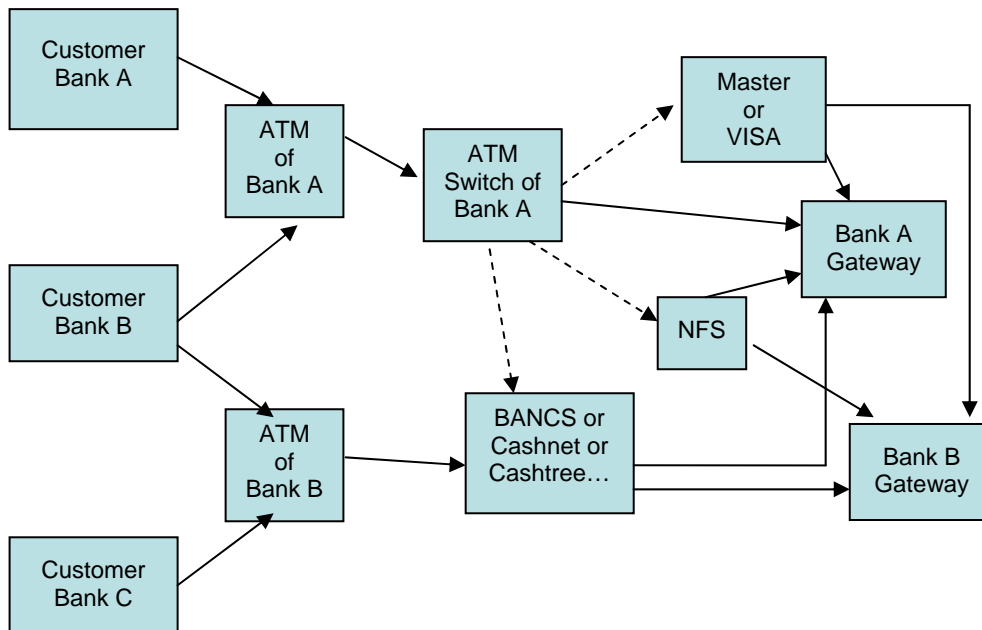 Customer
Bank A
ATM
of
Bank A
ATM
Switch of
Bank A
Master
or
VISA
Bank A
Gateway
Customer
Bank B
NFS
ATM
of
Bank B
BANCS or
Cashnet or
Cashtree…
Bank B
Gateway
Customer
Bank C